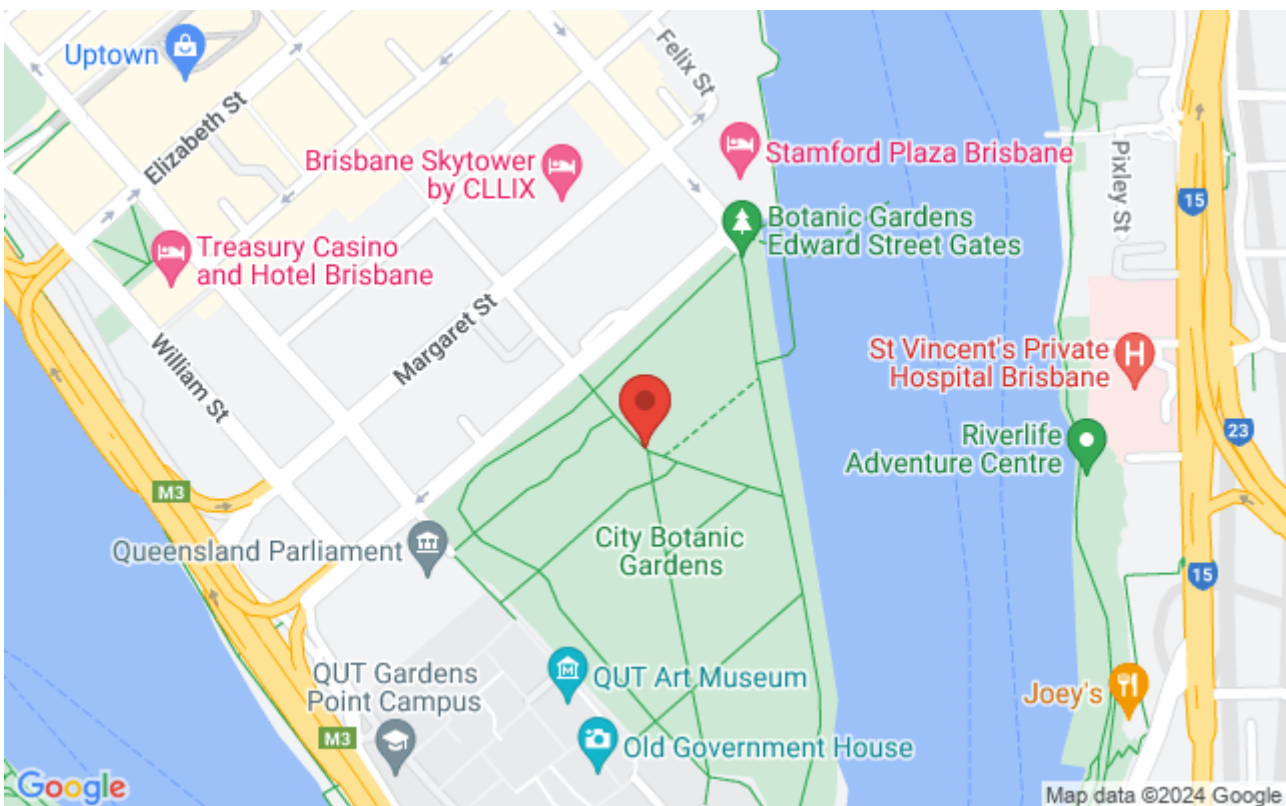 Uptown
Felix St
Elizabeth St
Brisbane Skytower
by CLLIX
Stamford Plaza Brisbane
Pixley St
15
Botanic Gardens
Edward Street Gates
Treasury Casino
and Hotel Brisbane
Margaret St
William St
St Vincent's Private
Hospital Brisbane
H
Riverlife
Adventure Centre
23
M3
Queensland Parliament
City Botanic
Gardens
15
QUT Gardens
Point Campus
M
QUT Art Museum
Joey's
M3
Old Government House
Google
Map data ©2024 Google